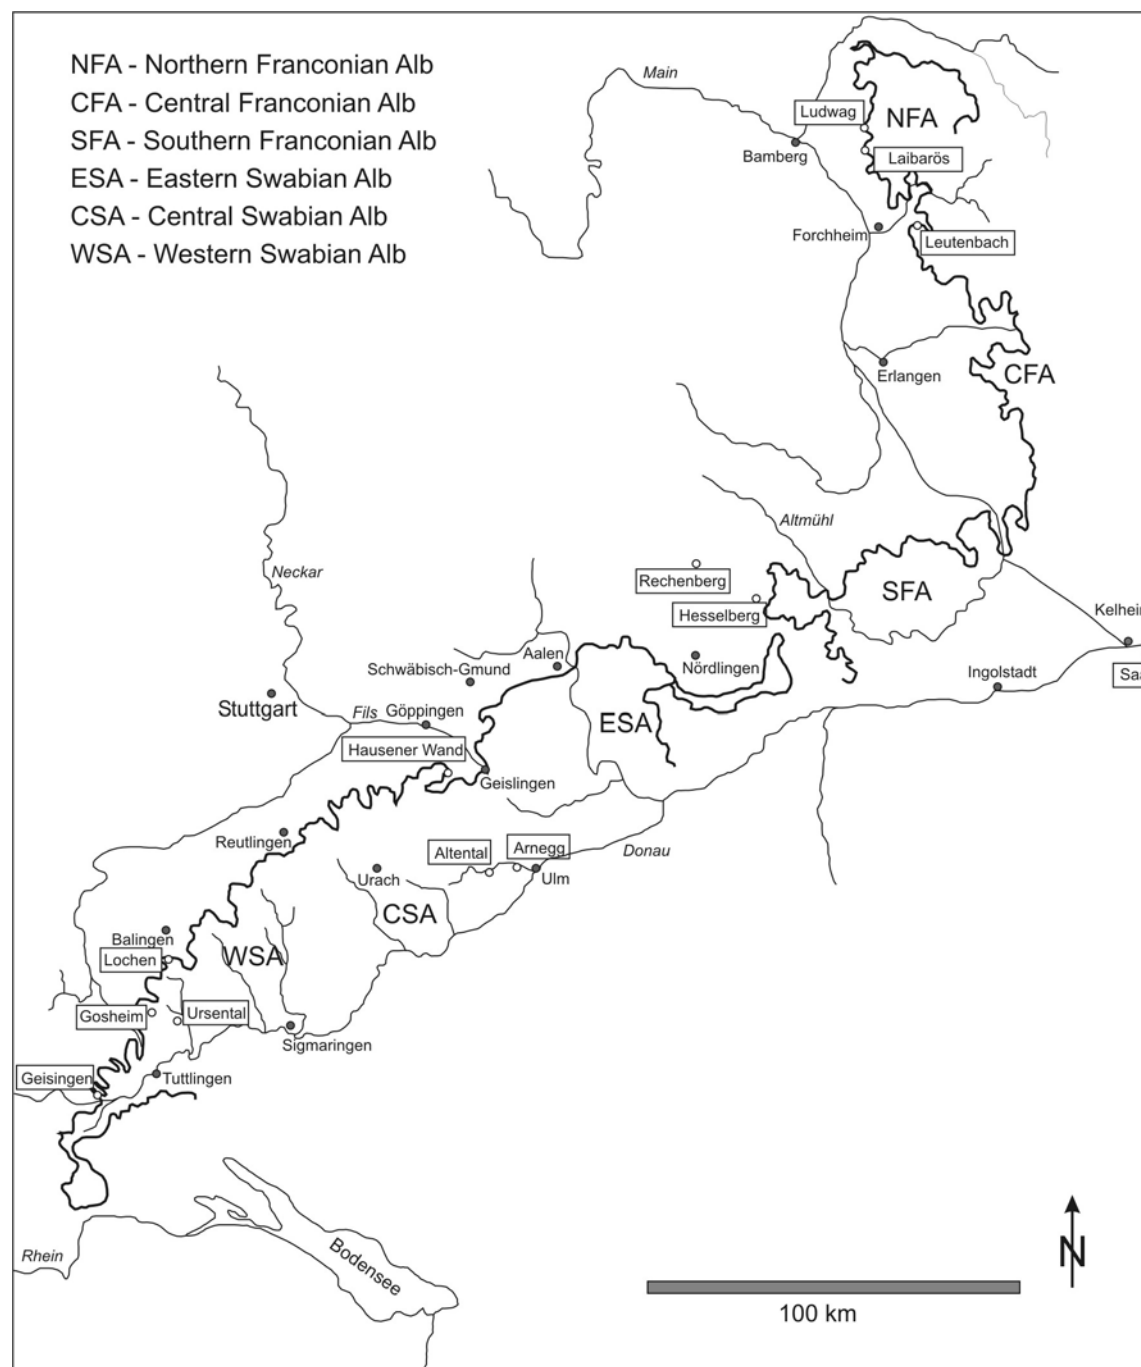 NFA - Northern Franconian Alb
CFA - Central Franconian Alb
SFA - Southern Franconian Alb
ESA - Eastern Swabian Alb
CSA - Central Swabian Alb
WSA - Western Swabian Alb
Main
Ludwag
NFA
Bamberg
Laibarös
Forchheim
Leutenbach
Erlangen
CFA
Altmühl
Neckar
Rechenberg
SFA
Hesselberg
Kelheim
Aalen
Schwäbisch-Gmund
Nördlingen
Ingolstadt
Saa
Stuttgart
Fils
Göppingen
ESA
Hausener Wand
Geislingen
Reutlingen
Altental
Arnegg
Donau
Urach
Ulm
CSA
Balingen
WSA
Lochen
Gosheim
Ursental
Sigmaringen
Geisingen
Tuttlingen
Rhein
Bodensee
N
100 km